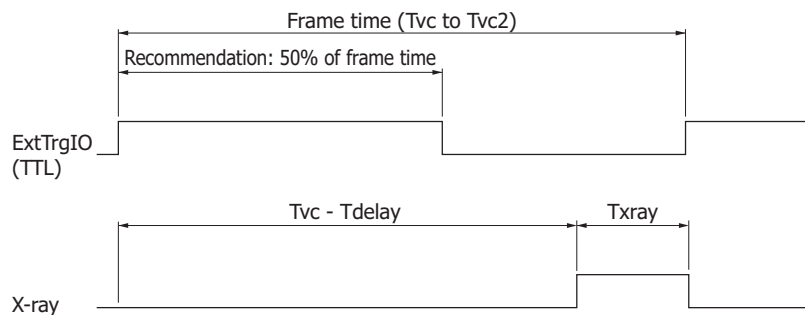 Frame time (Tvc to Tvc2)
Recommendation: 50% of frame time
ExtTrgIO
(TTL)
Tvc - Tdelay
Txray
X-ray